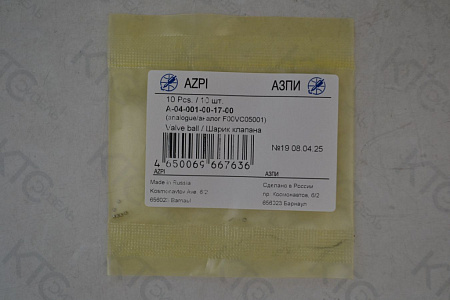 AZPI АЗПИ
10 Pcs. / 10 шт.
A-04-001-00-17-00
(analogue/аналог F00VC05001)
Valve ball / Шарик клапана
№19 08.04.25
4 650069 667636
AZPI АЗПИ
Made in Russia Сделано в России
Kosmonavtov Ave. 6/2 пр. Космонавтов, 6/2
656023 Barnaul 656023 Барнаул